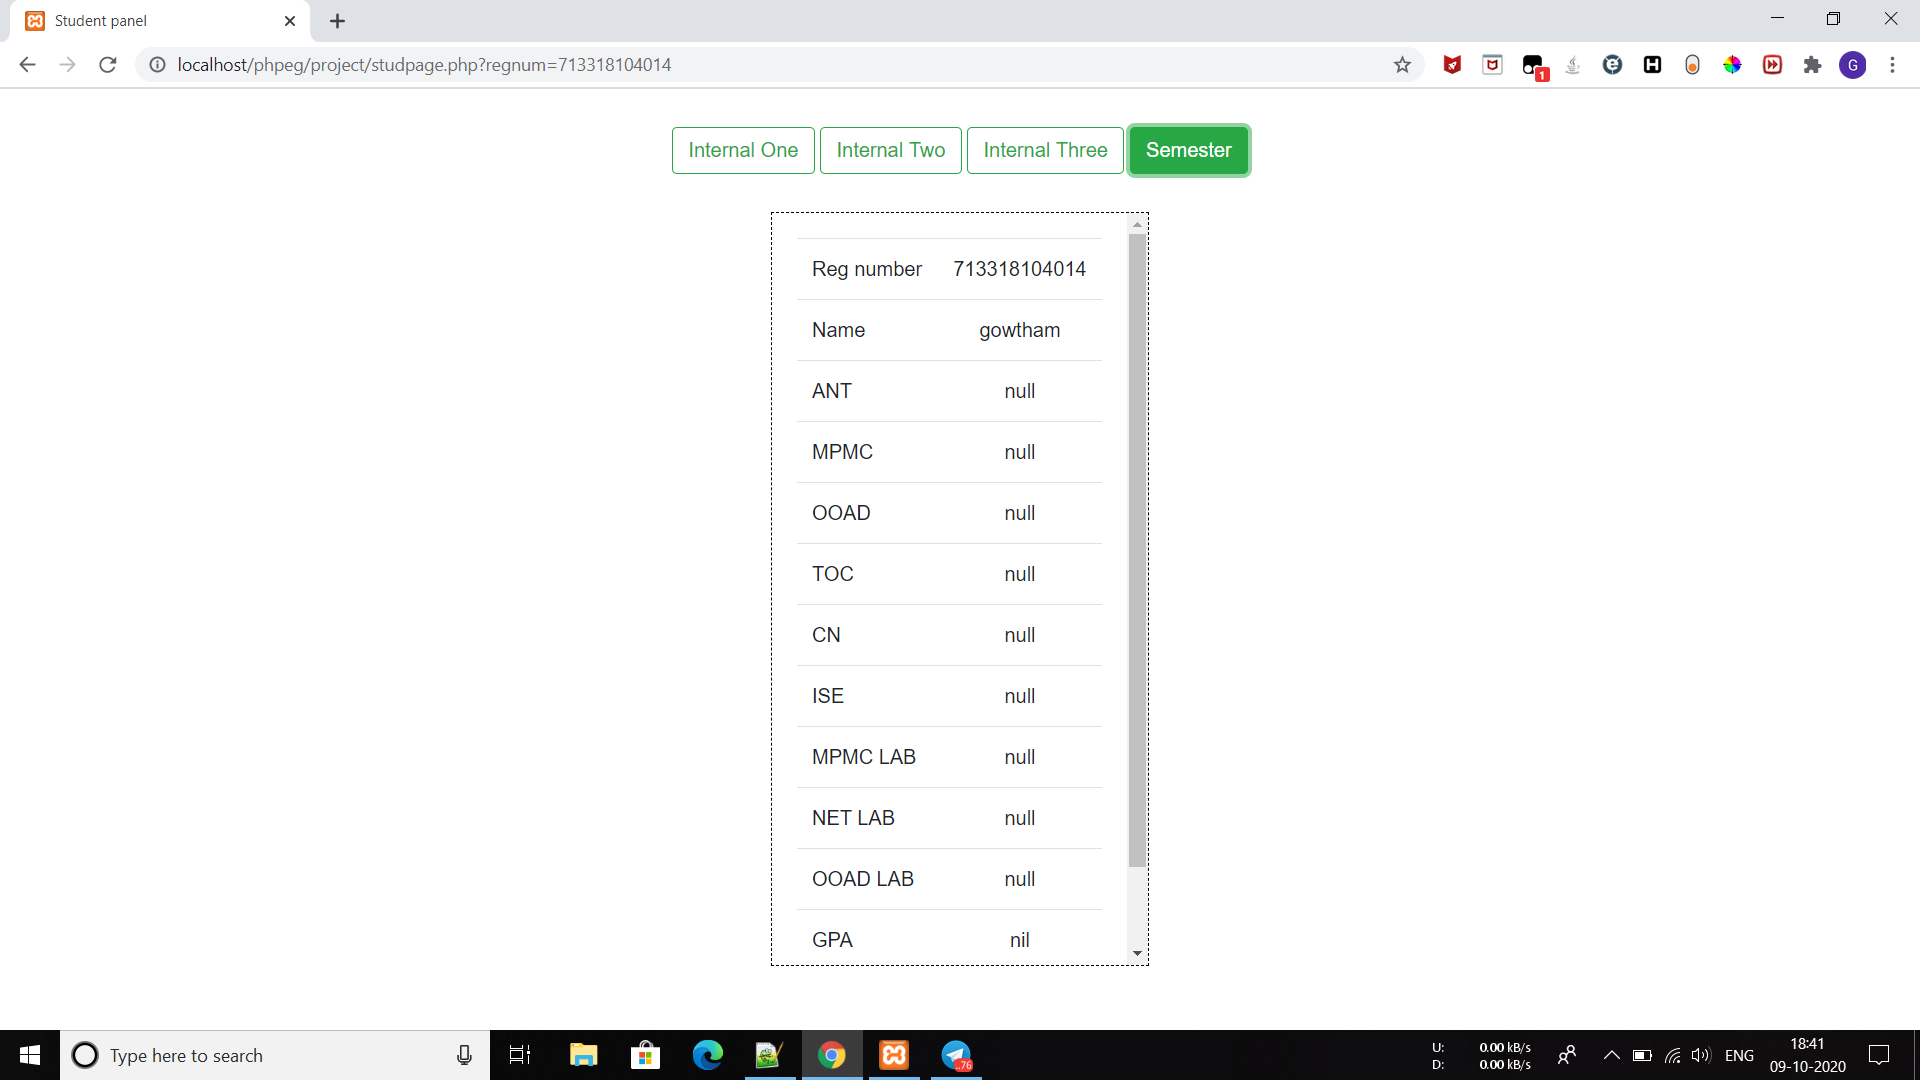 Student panel
localhost/phpeg/project/studpage.php?regnum=713318104014
1
G
Internal One Internal Two Internal Three Semester
Reg number 713318104014
Name gowtham
ANT null
MPMC null
OOAD null
TOC null
CN null
ISE null
MPMC LAB null
NET LAB null
OOAD LAB null
GPA nil
Type here to search
..76
U: 0.00 kB/s
D: 0.00 kB/s
ENG
18:41
09-10-2020